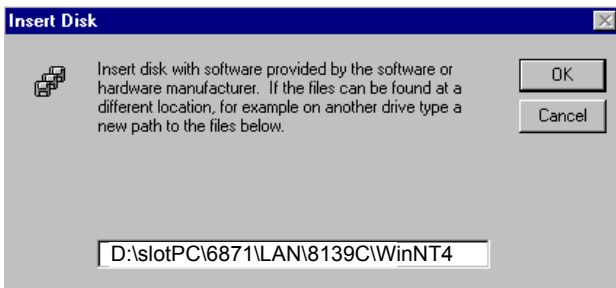 Insert Disk
Insert disk with software provided by the software or
hardware manufacturer. If the files can be found at a
different location, for example on another drive type a
new path to the files below.
OK
Cancel
D:\slotPC\6871\LAN\8139C\WinNT4